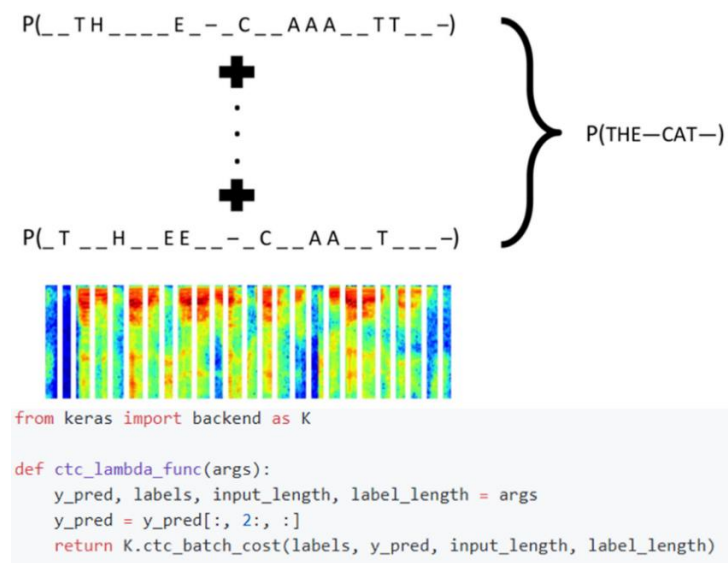 P(_ _ T H _ _ _ _ E _ – _ C _ _ A A A _ _ T T _ _ –)
P(THE—CAT—)
P(_ T _ _ H _ _ E E _ _ – _ C _ _ A A _ _ T _ _ _ –)
from keras import backend as K
def ctc_lambda_func(args):
    y_pred, labels, input_length, label_length = args
    y_pred = y_pred[:, 2:, :]
    return K.ctc_batch_cost(labels, y_pred, input_length, label_length)